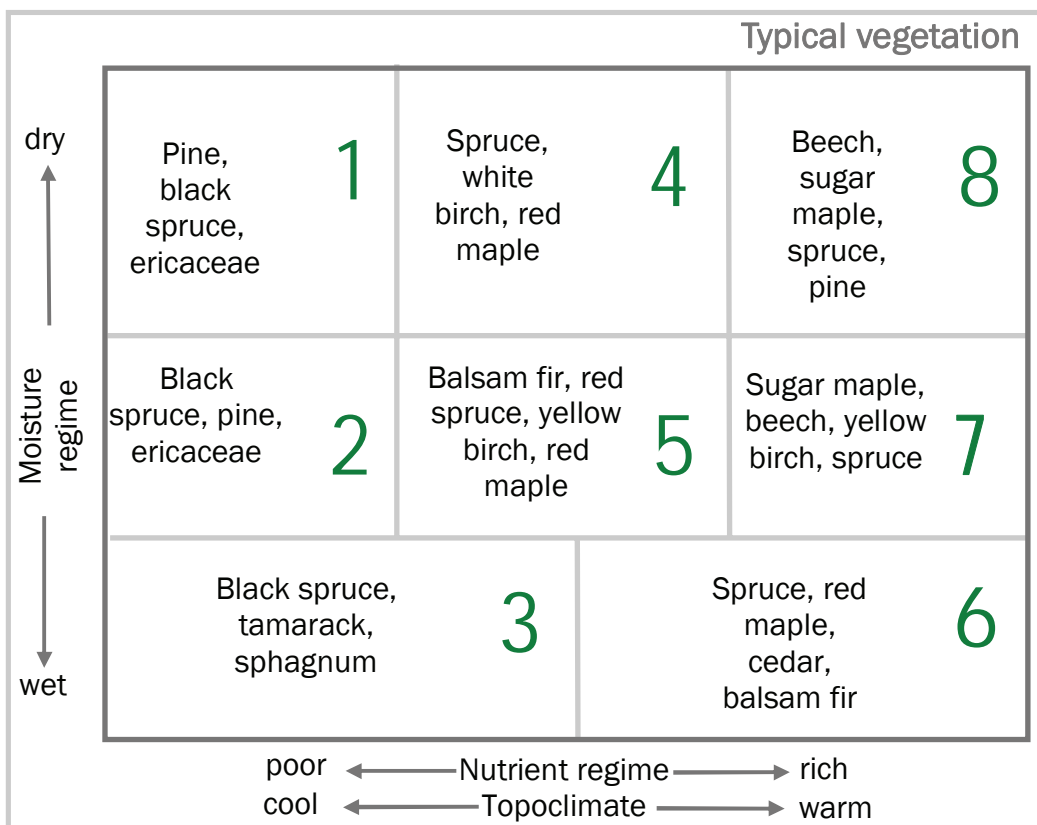 Typical vegetation
dry
Moisture
regime
wet
Pine,
black
spruce,
ericaceae
1
Spruce,
white
birch, red
maple
4
Beech,
sugar
maple,
spruce,
pine
8
Black
spruce, pine,
ericaceae
2
Balsam fir, red
spruce, yellow
birch, red
maple
5
Sugar maple,
beech, yellow
birch, spruce
7
Black spruce,
tamarack,
sphagnum
3
Spruce, red
maple,
cedar,
balsam fir
6
poor Nutrient regime rich
cool Topoclimate warm